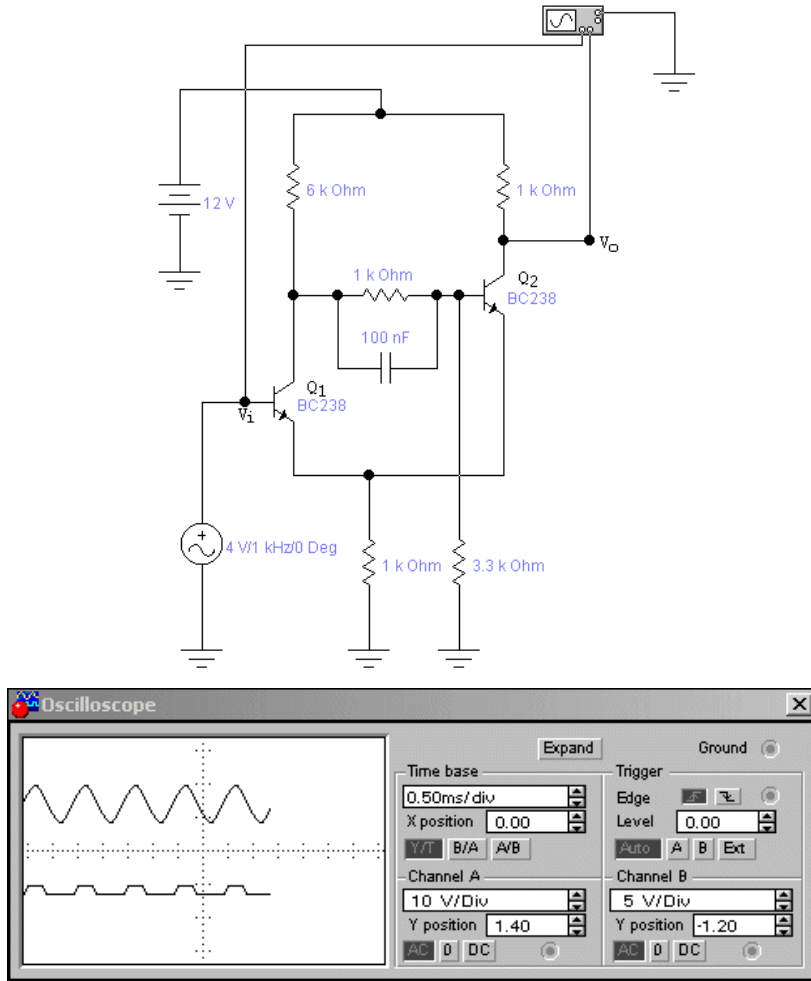 6 k Ohm
1 k Ohm
12 V
Vo
1 k Ohm
Q2
BC238
100 nF
Q1
BC238
Vi
4 V/1 kHz/0 Deg
1 k Ohm
3.3 k Ohm
Oscilloscope
Expand
Ground
Time base
0.50ms/div
X position 0.00
Y/T B/A A/B
Trigger
Edge
Level 0.00
Auto A B Ext
Channel A
10 V/Div
Y position 1.40
AC 0 DC
Channel B
5 V/Div
Y position -1.20
AC 0 DC